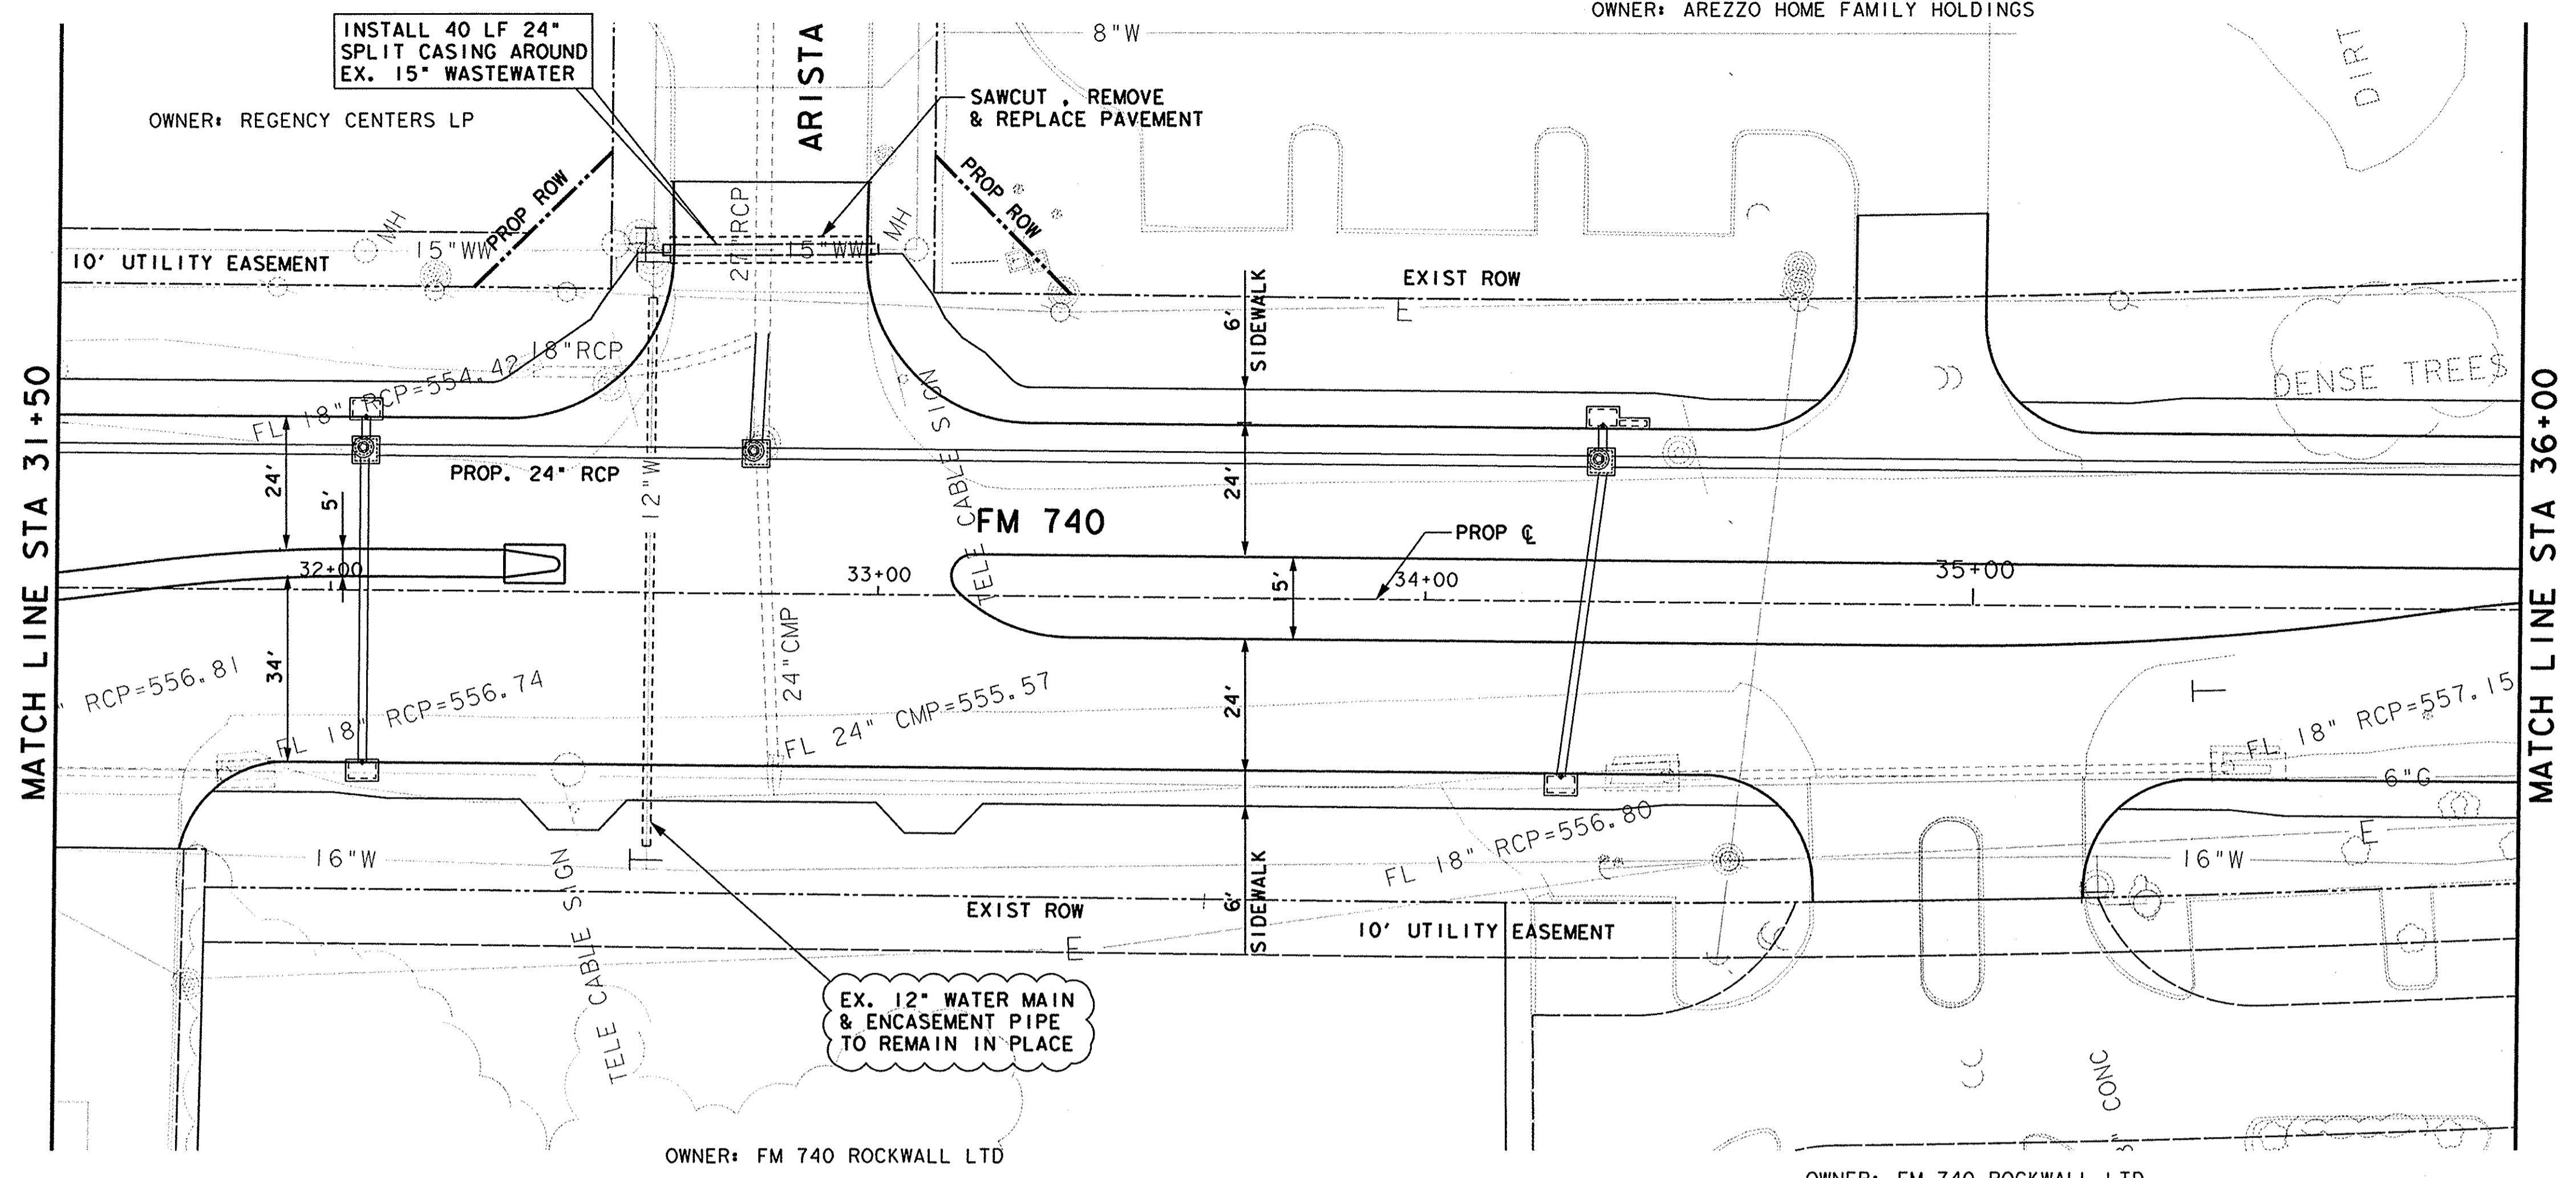 OWNER: AREZZO HOME FAMILY HOLDINGS
INSTALL 40 LF 24"
SPLIT CASING AROUND
EX. 15" WASTEWATER
ARISTA
8"W
DIRT
OWNER: REGENCY CENTERS LP
SAWCUT , REMOVE
& REPLACE PAVEMENT
PROP ROW
PROP ROW
MH
15"WW
27"RCP
15"WW
MH
10' UTILITY EASEMENT
EXIST ROW
E
6'
SIDEWALK
18"RCP
FL 18" RCP=554.42
DENSE TREES
MATCH LINE STA 31+50
MATCH LINE STA 36+00
24'
5'
PROP. 24" RCP
12"W
TELE CABLE SIGN
FM 740
24'
PROP ℄
32+00
33+00
15'
34+00
35+00
34'
" RCP=556.81
FL 18" RCP=556.74
24"CMP
FL 24" CMP=555.57
24'
T
FL 18" RCP=557.15
6"G
16"W
T
FL 18" RCP=556.80
E
16"W
EXIST ROW
6'
SIDEWALK
10' UTILITY EASEMENT
E
TELE CABLE SIGN
EX. 12" WATER MAIN
& ENCASEMENT PIPE
TO REMAIN IN PLACE
CONC
OWNER: FM 740 ROCKWALL LTD
OWNER: FM 740 ROCKWALL LTD